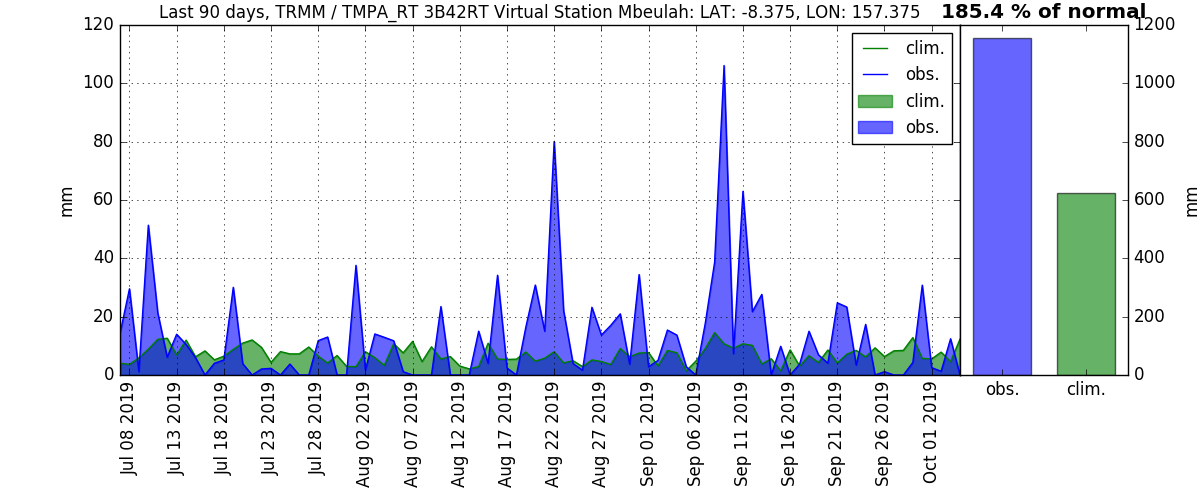 Last 90 days, TRMM / TMPA_RT 3B42RT Virtual Station Mbeulah: LAT: -8.375, LON: 157.375
185.4 % of normal
120
100
80
60
40
20
0
mm
clim.
obs.
clim.
obs.
1200
1000
800
600
400
200
0
mm
Jul 08 2019
Jul 13 2019
Jul 18 2019
Jul 23 2019
Jul 28 2019
Aug 02 2019
Aug 07 2019
Aug 12 2019
Aug 17 2019
Aug 22 2019
Aug 27 2019
Sep 01 2019
Sep 06 2019
Sep 11 2019
Sep 16 2019
Sep 21 2019
Sep 26 2019
Oct 01 2019
obs.
clim.